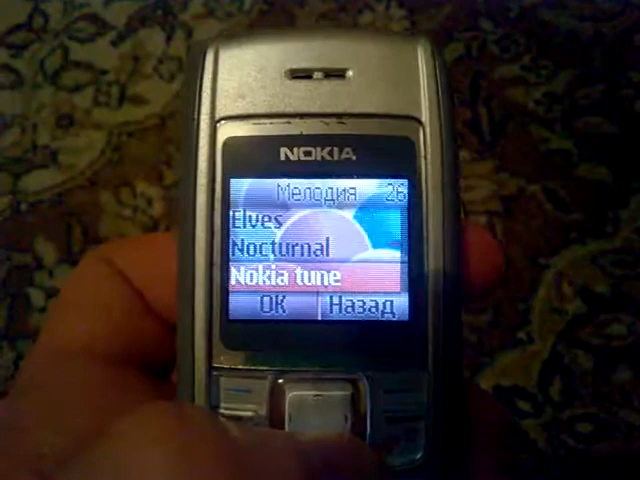 NOKIA
Мелодия 26
Elves
Nocturnal
Nokia tune
OK Назад